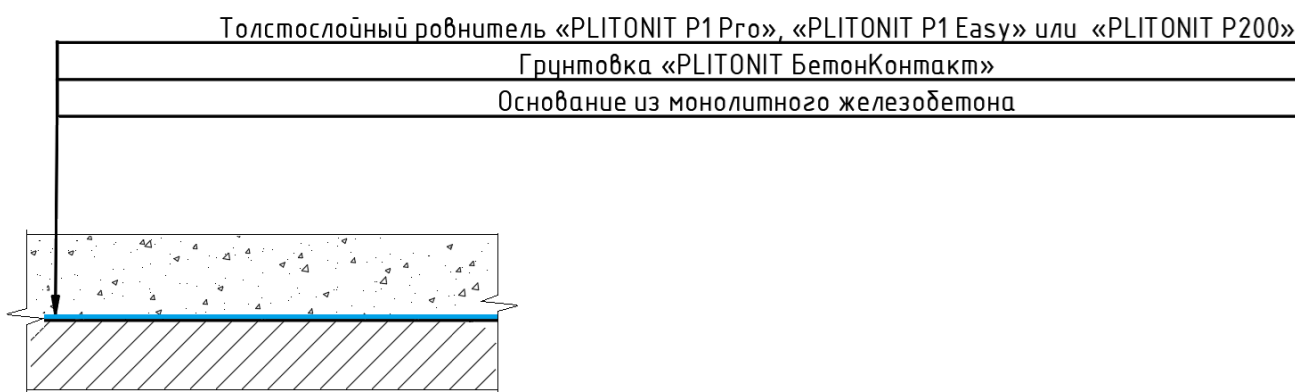 Толстослойный ровнитель «PLITONIT P1 Pro», «PLITONIT P1 Easy» или «PLITONIT P200»
Грунтовка «PLITONIT БетонКонтакт»
Основание из монолитного железобетона